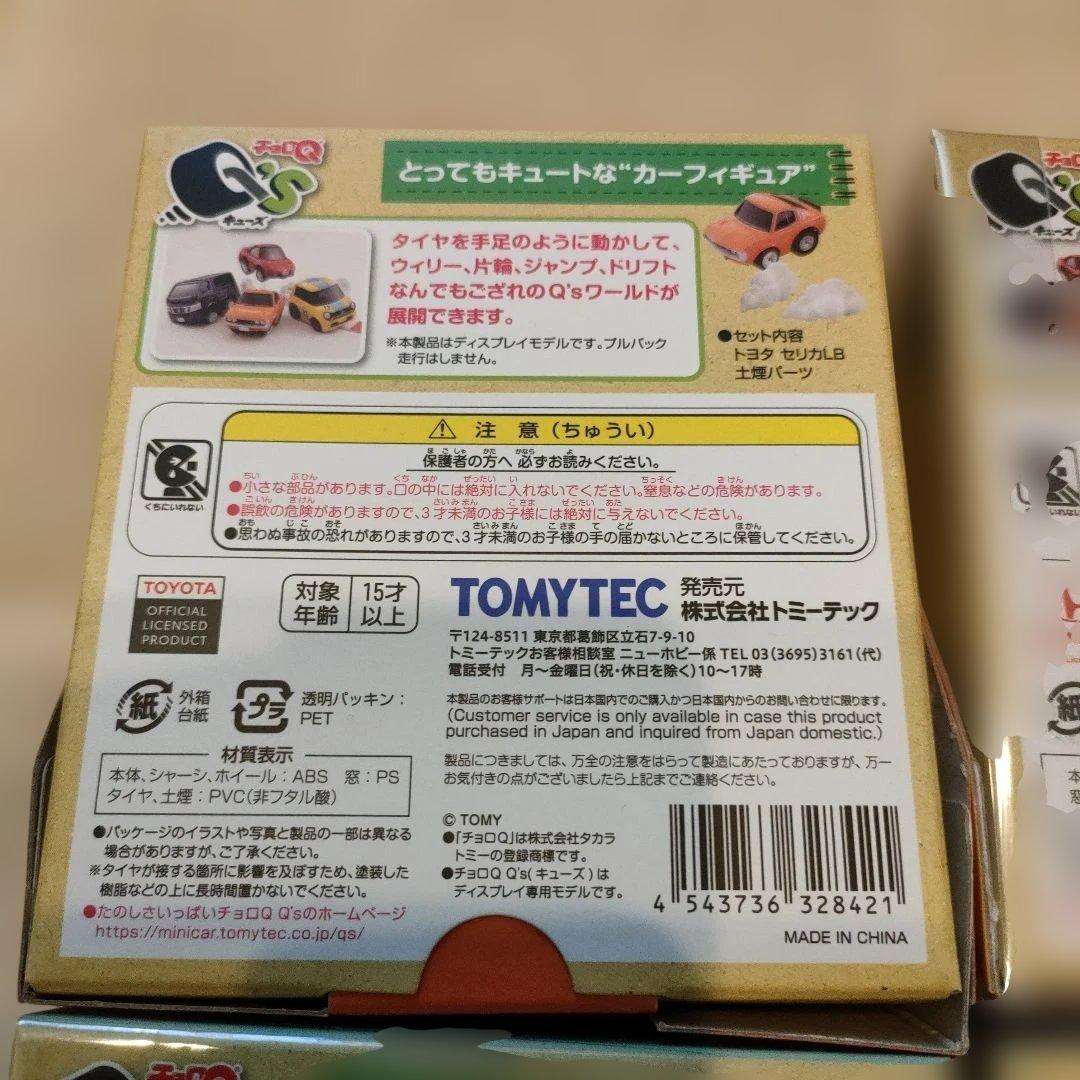 チョロQ
Q's
キューズ
とってもキュートな“カーフィギュア”
タイヤを手足のように動かして、
ウィリー、片輪、ジャンプ、ドリフト
なんでもござれのQ'sワールドが
展開できます。
※本製品はディスプレイモデルです。プルバック
走行はしません。
●セット内容
トヨタ セリカLB
土煙パーツ
注 意(ちゅうい)
保護者の方へ 必ずお読みください。
●小さな部品があります。口の中には絶対に入れないでください。窒息などの危険があります。
●誤飲の危険がありますので、3才未満のお子様には絶対に与えないでください。
●思わぬ事故の恐れがありますので、3才未満のお子様の手の届かないところに保管してください。
くちにいれない
TOYOTA
OFFICIAL
LICENSED
PRODUCT
対象
年齢
15才
以上
TOMYTEC
発売元
株式会社トミーテック
〒124-8511 東京都葛飾区立石7-9-10
トミーテックお客様相談室 ニューホビー係 TEL 03(3695)3161(代)
電話受付 月~金曜日(祝・休日を除く)10~17時
紙
外箱
台紙
プラ
透明パッキン:
PET
本製品のお客様サポートは日本国内でのご購入かつ日本国内からのお問い合わせに限ります。
(Customer service is only available in case this product
purchased in Japan and inquired from Japan domestic.)
製品につきましては、万全の注意をはらって製造にあたっておりますが、万一
お気付きの点がございましたら上記までご連絡ください。
材質表示
本体、シャーシ、ホイール:ABS 窓:PS
タイヤ、土煙:PVC(非フタル酸)
●パッケージのイラストや写真と製品の一部は異なる
場合がありますが、ご了承ください。
※タイヤが接する箇所に影響を及ぼすため、塗装した
樹脂などの上に長時間置かないでください。
●たのしさいっぱいチョロQ Q'sのホームページ
https://minicar.tomytec.co.jp/qs/
© TOMY
●「チョロQ」は株式会社タカラ
トミーの登録商標です。
●チョロQ Q's(キューズ)は
ディスプレイ専用モデルです。
4 543736 328421
MADE IN CHINA
チョロQ
キューズ
チョロQ